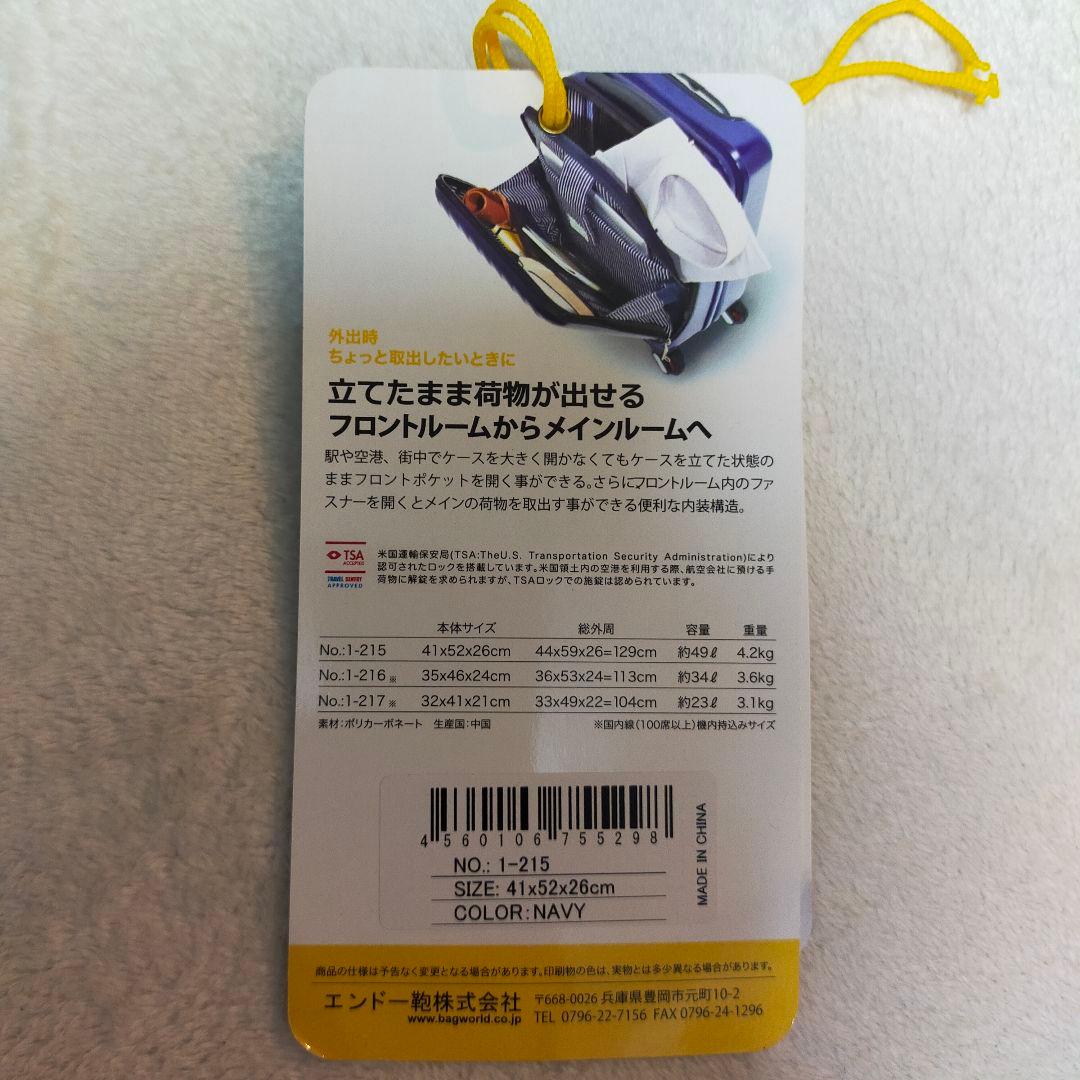 外出時
ちょっと取出したいときに
立てたまま荷物が出せる
フロントルームからメインルームへ
駅や空港、街中でケースを大きく開かなくてもケースを立てた状態の
ままフロントポケットを開く事ができる。さらにフロントルーム内のファ
スナーを開くとメインの荷物を取出す事ができる便利な内装構造。
TSA
ACCEPTED
TRAVEL SENTRY
APPROVED
米国運輸保安局(TSA:TheU.S. Transportation Security Administration)により
認可されたロックを搭載しています。米国領土内の空港を利用する際、航空会社に預ける手
荷物に解錠を求められますが、TSAロックでの施錠は認められています。
本体サイズ 総外周 容量 重量
No.:1-215 41x52x26cm 44x59x26=129cm 約49ℓ 4.2kg
No.:1-216 ※ 35x46x24cm 36x53x24=113cm 約34ℓ 3.6kg
No.:1-217 ※ 32x41x21cm 33x49x22=104cm 約23ℓ 3.1kg
素材:ポリカーボネート 生産国:中国 ※国内線(100席以上)機内持込みサイズ
4 560106 755298
NO.: 1-215
SIZE: 41x52x26cm
COLOR:NAVY
MADE IN CHINA
商品の仕様は予告なく変更となる場合があります。印刷物の色は、実物とは多少異なる場合があります。
エンドー鞄株式会社 〒668-0026 兵庫県豊岡市元町10-2
www.bagworld.co.jp TEL 0796-22-7156 FAX 0796-24-1296